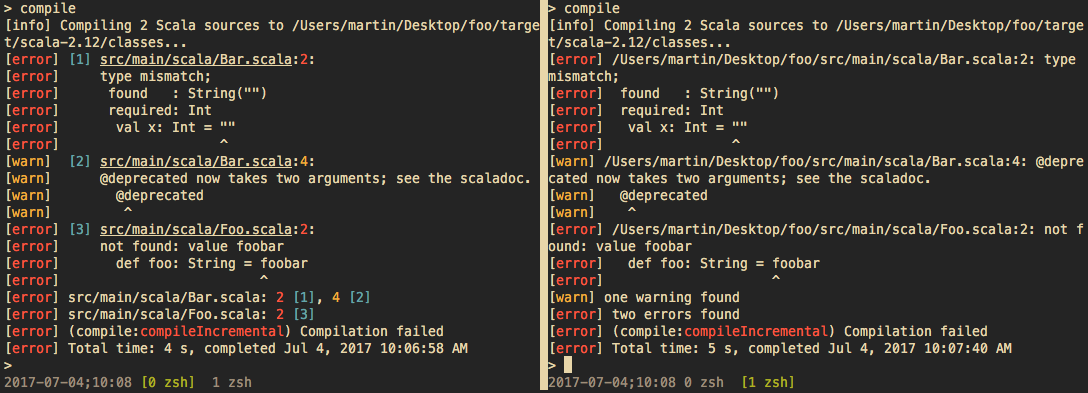 > compile
[info] Compiling 2 Scala sources to /Users/martin/Desktop/foo/targe
t/scala-2.12/classes...
[error] [1] src/main/scala/Bar.scala:2:
[error]     type mismatch;
[error]      found   : String("")
[error]      required: Int
[error]       val x: Int = ""
[error]                    ^
[warn]  [2] src/main/scala/Bar.scala:4:
[warn]      @deprecated now takes two arguments; see the scaladoc.
[warn]        @deprecated
[warn]         ^
[error] [3] src/main/scala/Foo.scala:2:
[error]     not found: value foobar
[error]       def foo: String = foobar
[error]                         ^
[error] src/main/scala/Bar.scala: 2 [1], 4 [2]
[error] src/main/scala/Foo.scala: 2 [3]
[error] (compile:compileIncremental) Compilation failed
[error] Total time: 4 s, completed Jul 4, 2017 10:06:58 AM
>
2017-07-04;10:08 [0 zsh]  1 zsh
> compile
[info] Compiling 2 Scala sources to /Users/martin/Desktop/foo/targe
t/scala-2.12/classes...
[error] /Users/martin/Desktop/foo/src/main/scala/Bar.scala:2: type
mismatch;
[error]  found   : String("")
[error]  required: Int
[error]   val x: Int = ""
[error]                ^
[warn] /Users/martin/Desktop/foo/src/main/scala/Bar.scala:4: @depre
cated now takes two arguments; see the scaladoc.
[warn]   @deprecated
[warn]    ^
[error] /Users/martin/Desktop/foo/src/main/scala/Foo.scala:2: not f
ound: value foobar
[error]   def foo: String = foobar
[error]                     ^
[warn] one warning found
[error] two errors found
[error] (compile:compileIncremental) Compilation failed
[error] Total time: 5 s, completed Jul 4, 2017 10:07:40 AM
>
2017-07-04;10:08 0 zsh  [1 zsh]